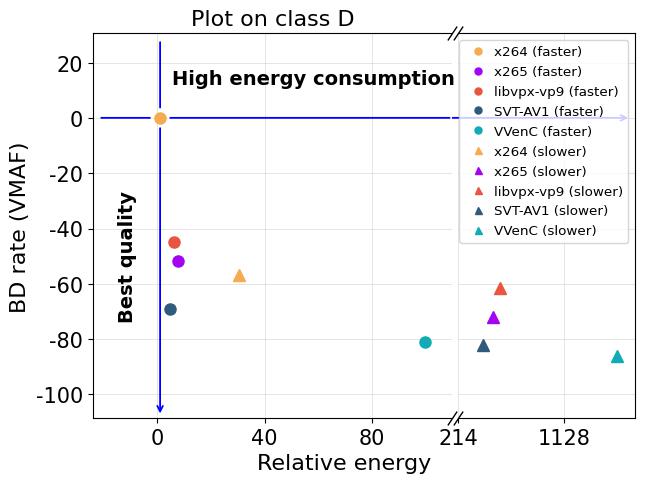 Plot on class D
x264 (faster)
x265 (faster)
libvpx-vp9 (faster)
SVT-AV1 (faster)
VVenC (faster)
x264 (slower)
x265 (slower)
libvpx-vp9 (slower)
SVT-AV1 (slower)
VVenC (slower)
High energy consumption
Best quality
BD rate (VMAF)
20
0
-20
-40
-60
-80
-100
0 40 80 214 1128
Relative energy